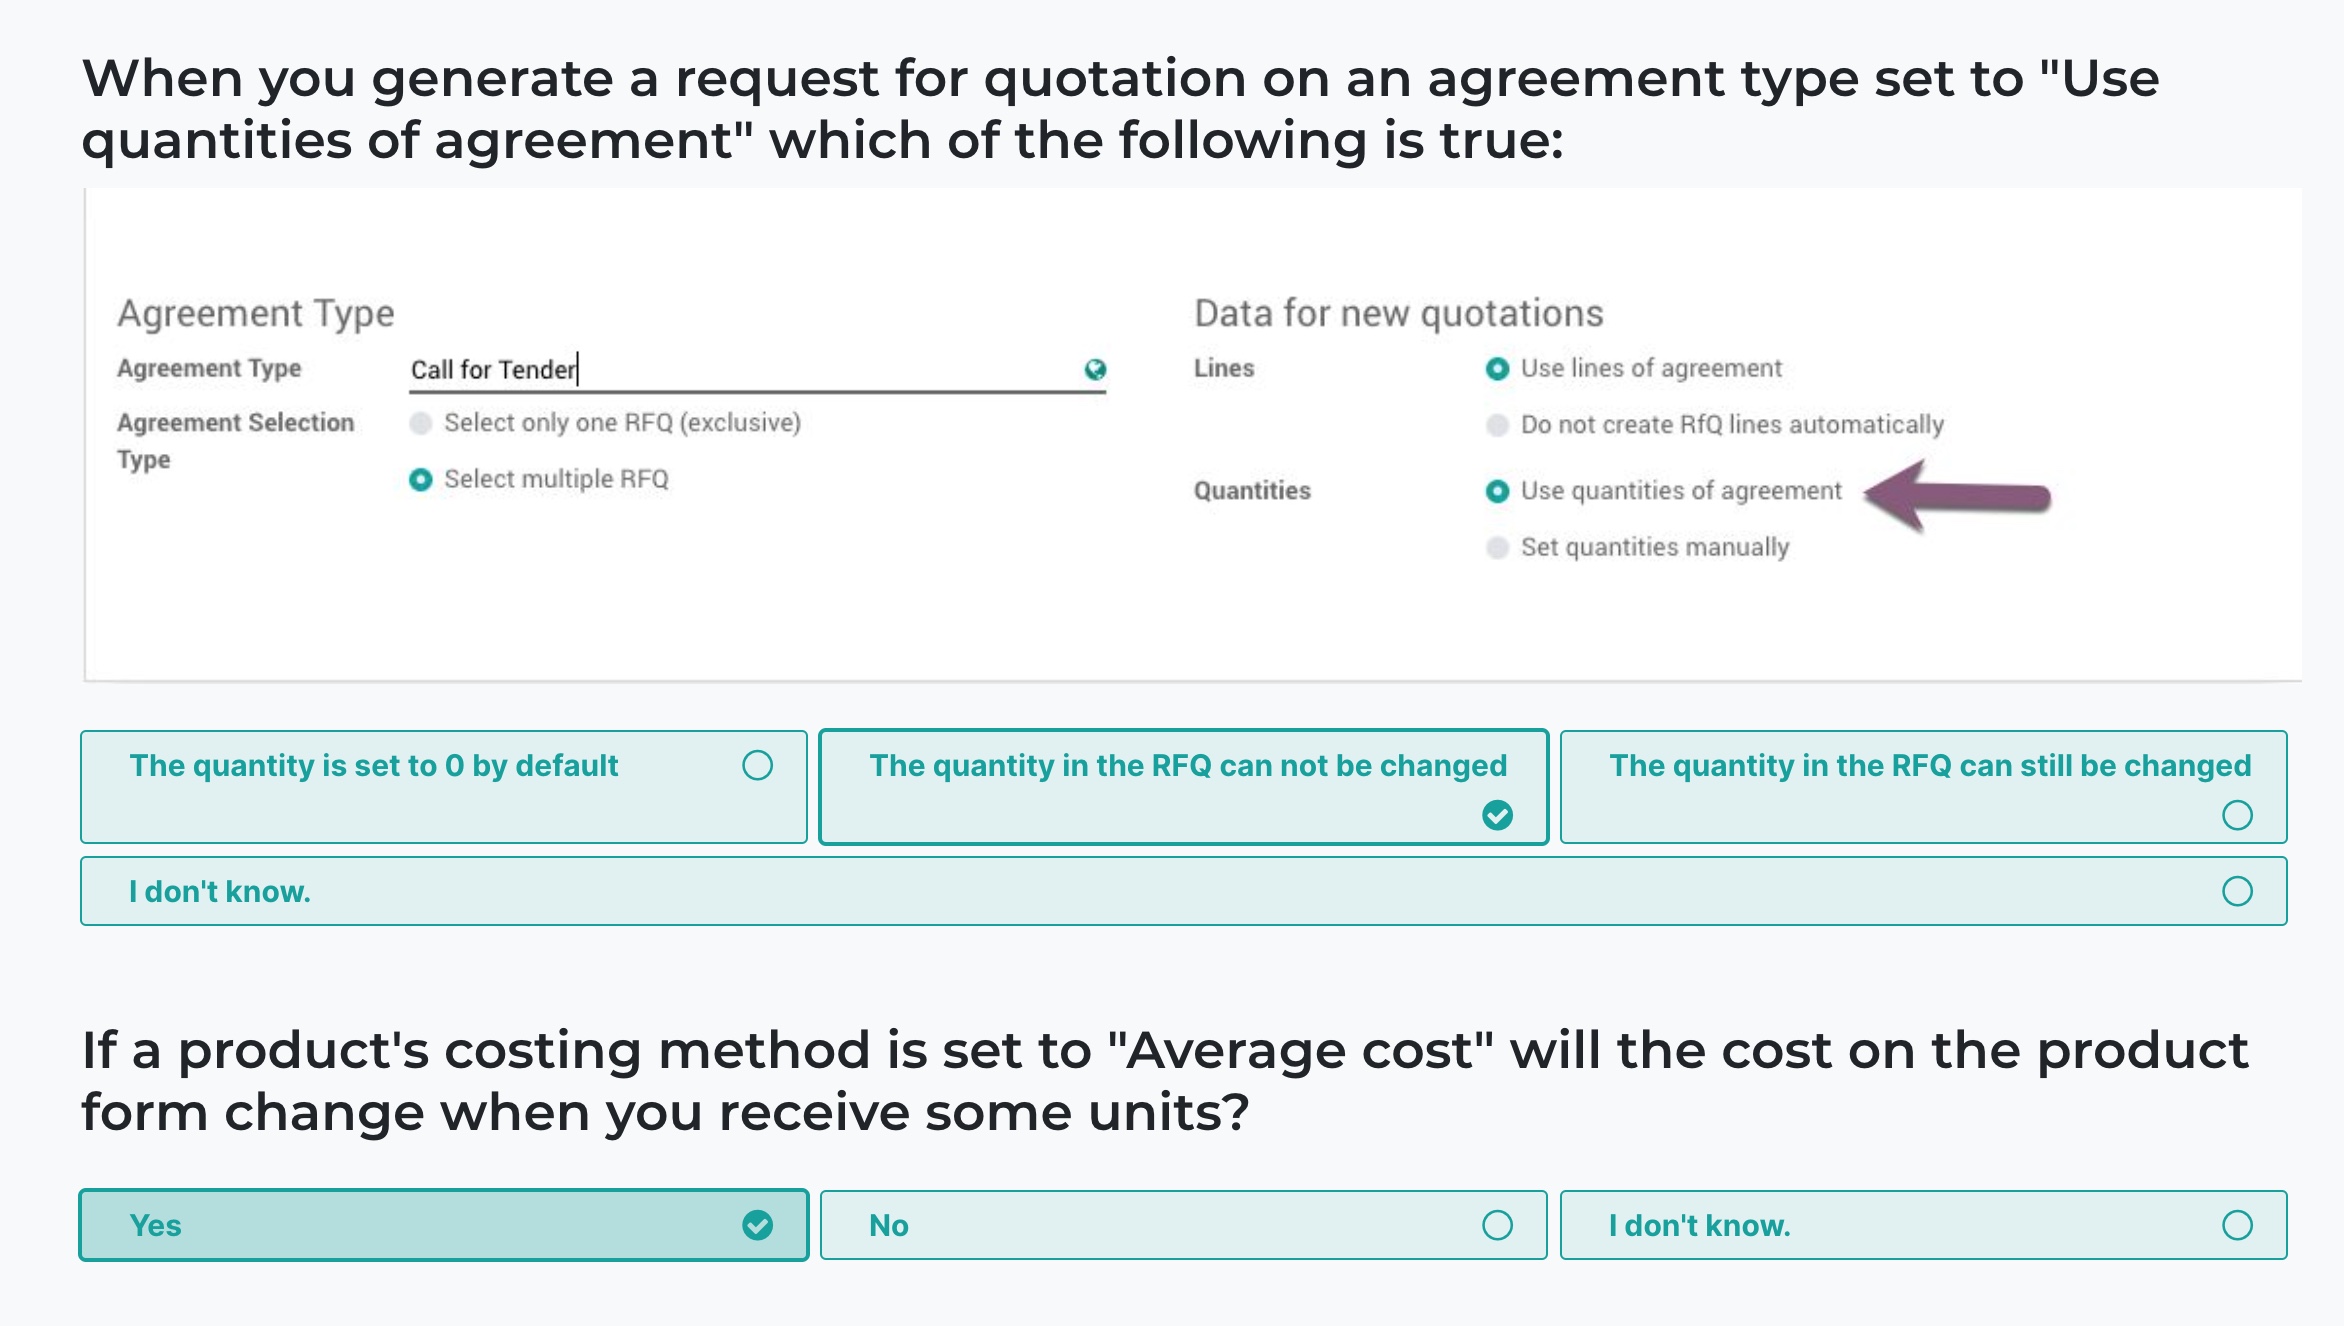 When you generate a request for quotation on an agreement type set to "Use
quantities of agreement" which of the following is true:
Agreement Type
Data for new quotations
Agreement Type
Call for Tender
Lines
Use lines of agreement
Agreement Selection
Type
Select only one RFQ (exclusive)
Do not create RfQ lines automatically
Select multiple RFQ
Quantities
Use quantities of agreement
Set quantities manually
The quantity is set to 0 by default
The quantity in the RFQ can not be changed
The quantity in the RFQ can still be changed
I don't know.
If a product's costing method is set to "Average cost" will the cost on the product
form change when you receive some units?
Yes
No
I don't know.